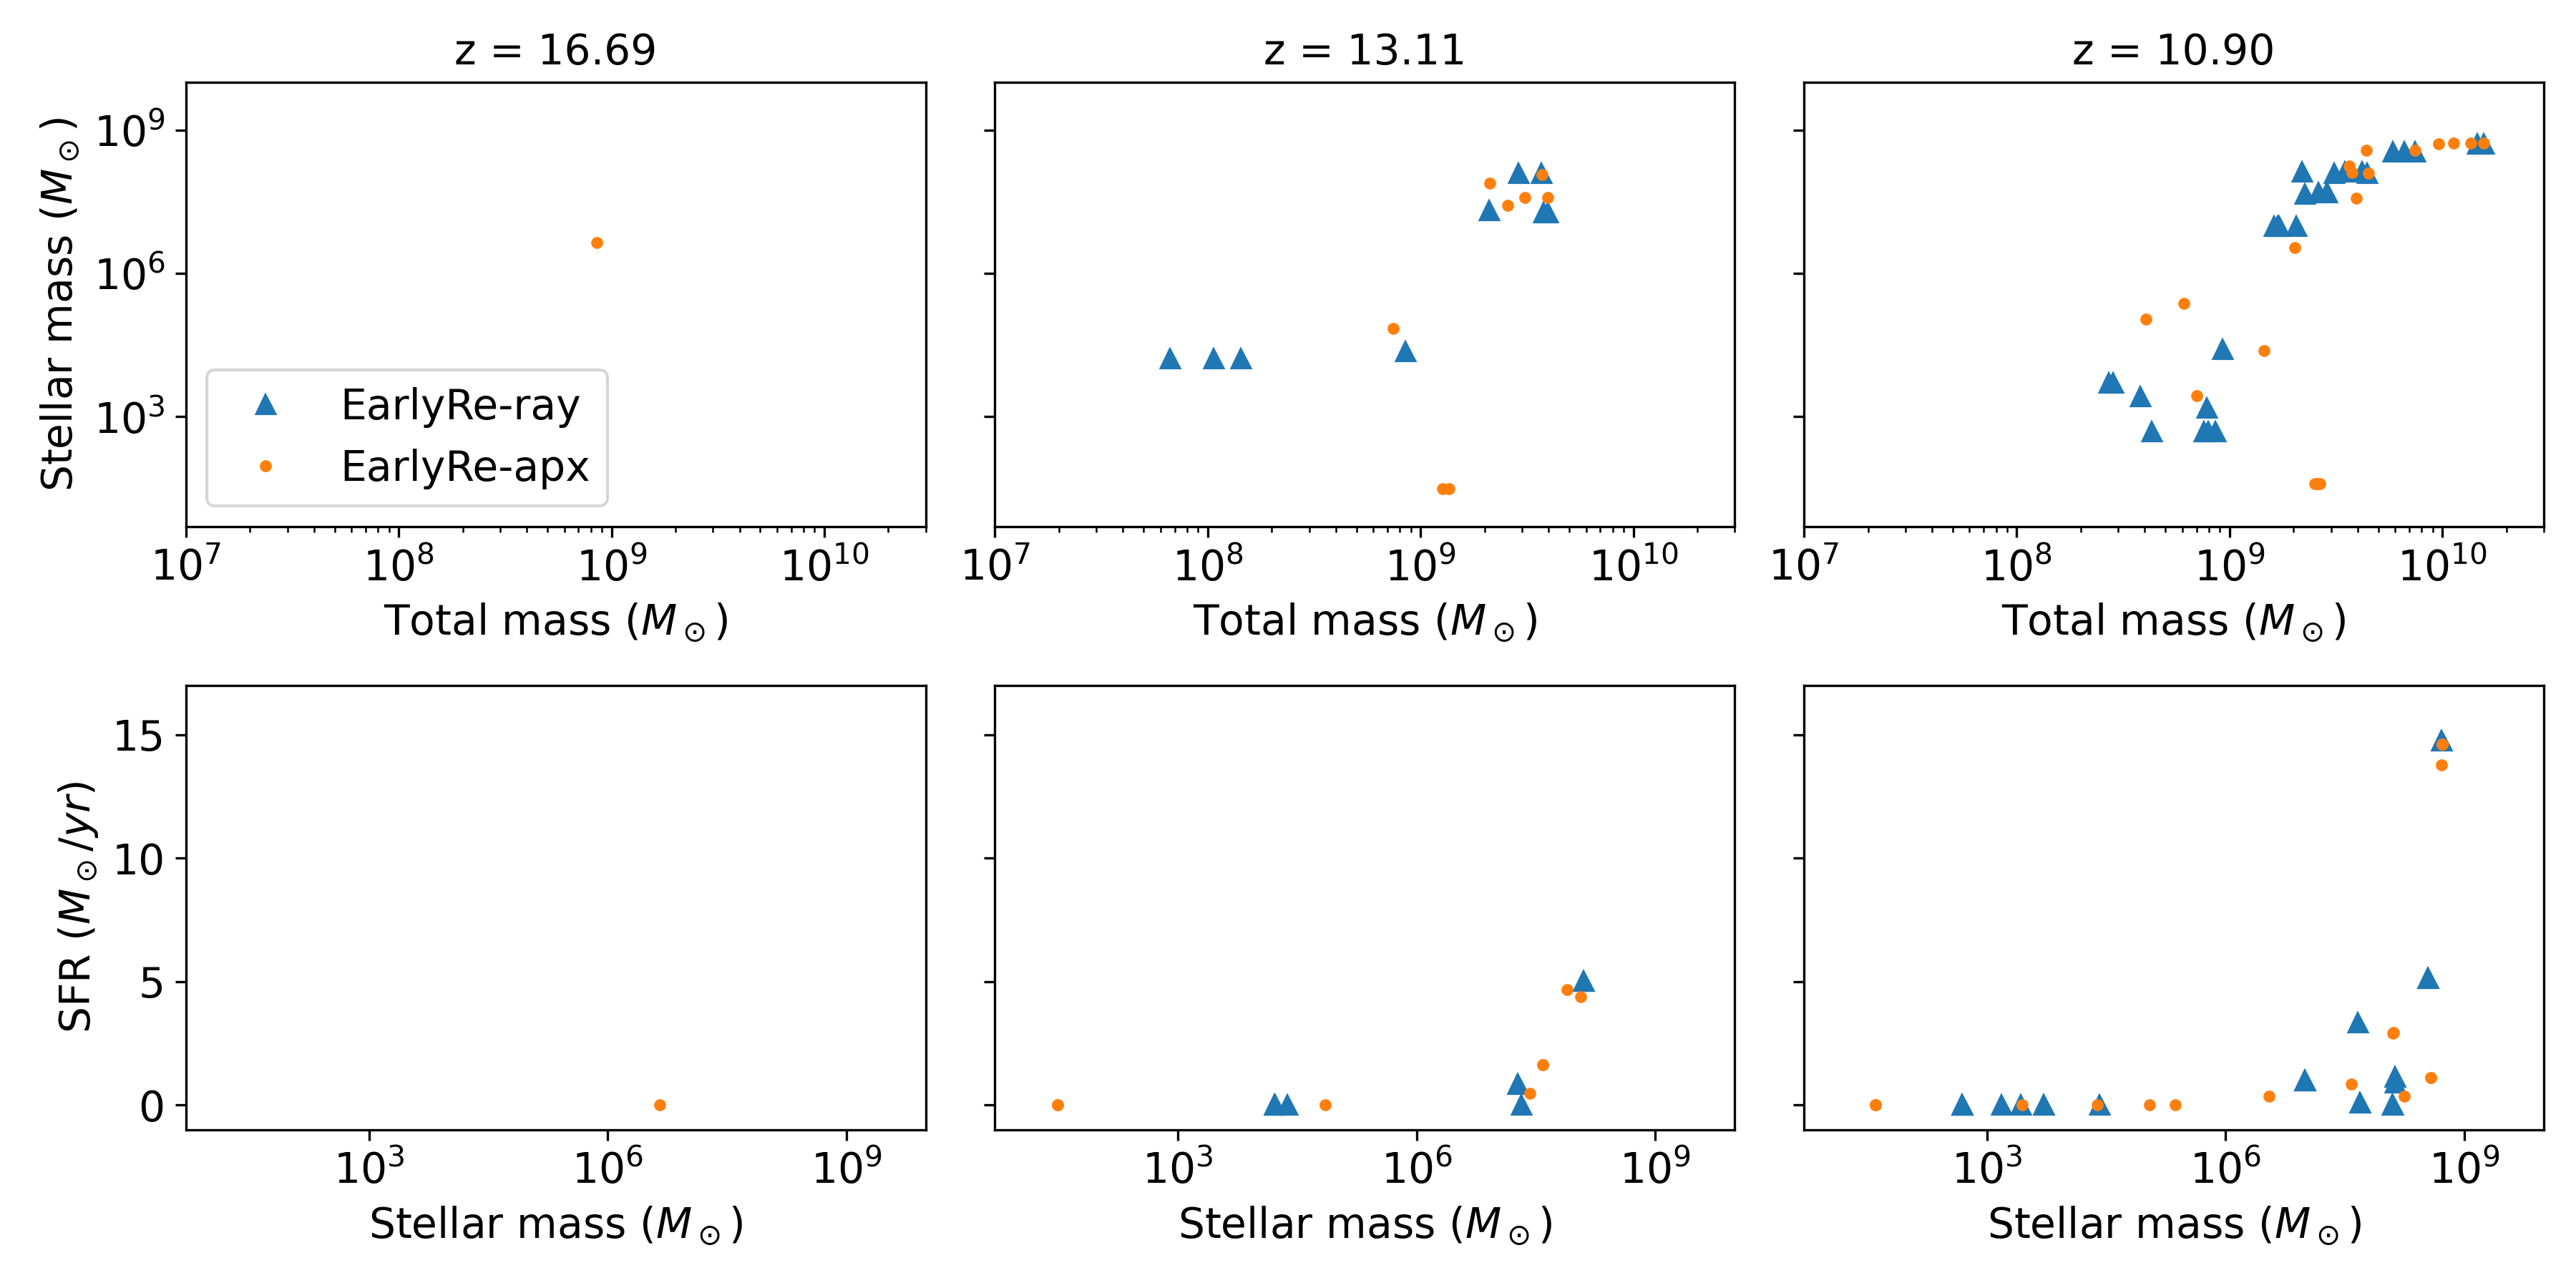 z = 16.69
z = 13.11
z = 10.90
Stellar mass (M⊙)
10⁹
10⁶
10³
EarlyRe-ray
EarlyRe-apx
10⁷ 10⁸ 10⁹ 10¹⁰
10⁷ 10⁸ 10⁹ 10¹⁰
10⁷ 10⁸ 10⁹ 10¹⁰
Total mass (M⊙)
Total mass (M⊙)
Total mass (M⊙)
SFR (M⊙/yr)
15
10
5
0
10³ 10⁶ 10⁹
10³ 10⁶ 10⁹
10³ 10⁶ 10⁹
Stellar mass (M⊙)
Stellar mass (M⊙)
Stellar mass (M⊙)